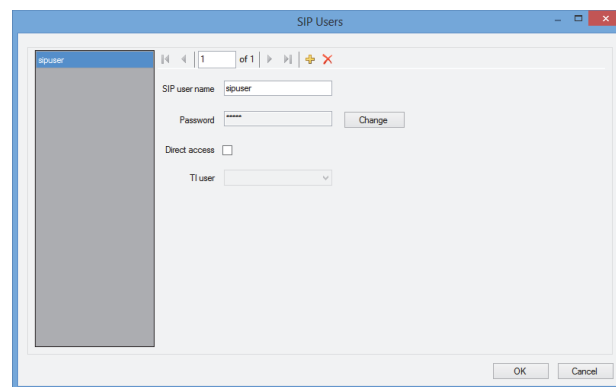 SIP Users
sipuser
1 of 1
SIP user name sipuser
Password ***** Change
Direct access
TI user
OK Cancel